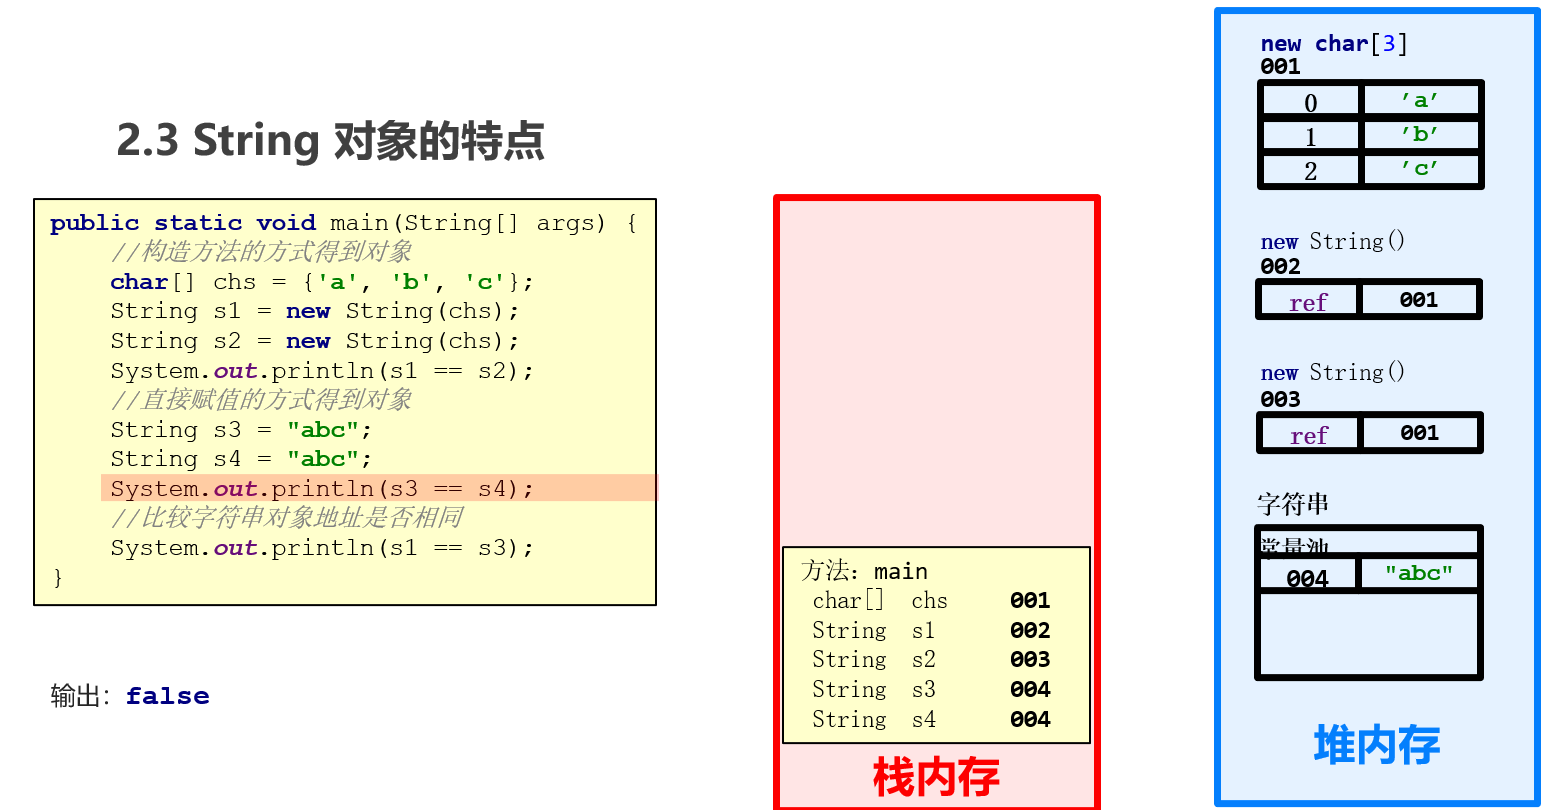 2.3 String 对象的特点
public static void main(String[] args) {
//构造方法的方式得到对象
char[] chs = {'a', 'b', 'c'};
String s1 = new String(chs);
String s2 = new String(chs);
System.out.println(s1 == s2);
//直接赋值的方式得到对象
String s3 = "abc";
String s4 = "abc";
System.out.println(s3 == s4);
//比较字符串对象地址是否相同
System.out.println(s1 == s3);
}
输出：false
方法：main
char[] chs 001
String s1 002
String s2 003
String s3 004
String s4 004
栈内存
new char[3]
001
0 'a'
1 'b'
2 'c'
new String()
002
ref 001
new String()
003
ref 001
字符串
常量池
004 "abc"
堆内存